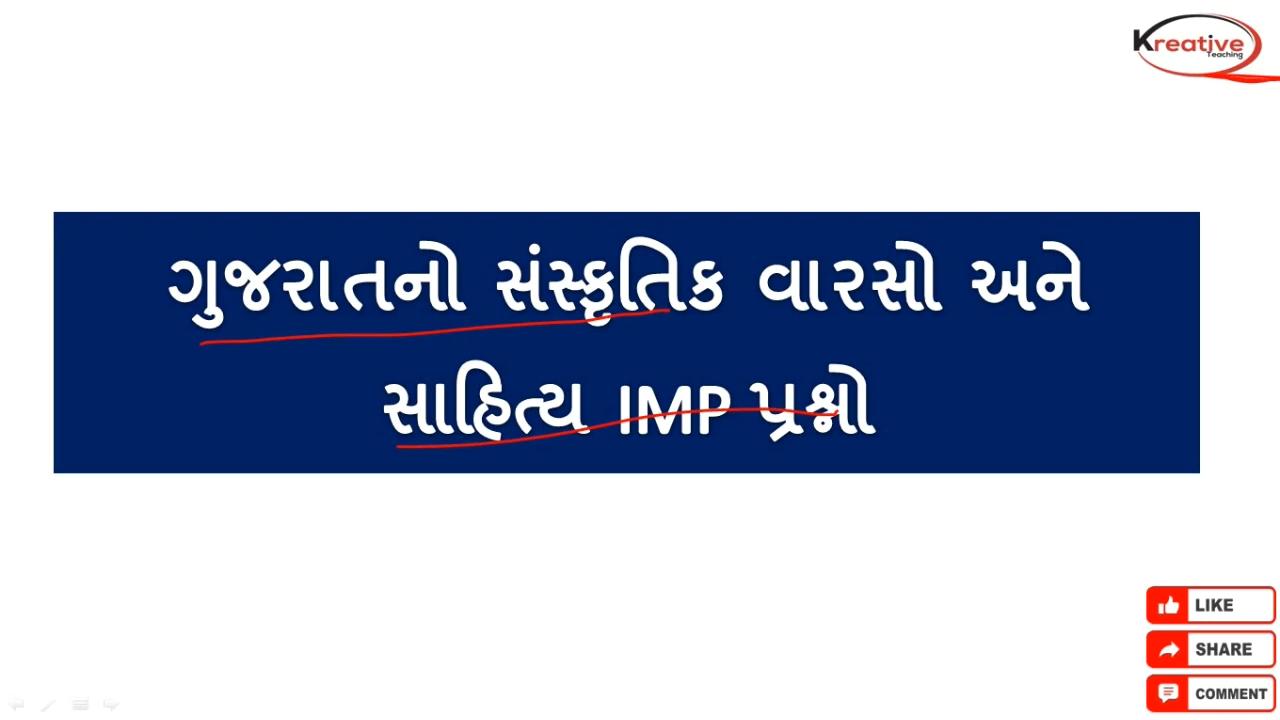 Kreative
Teaching
ગુજરાતનો સંસ્કૃતિક વારસો અને
સાહિત્ય IMP પ્રશ્નો
LIKE
SHARE
COMMENT